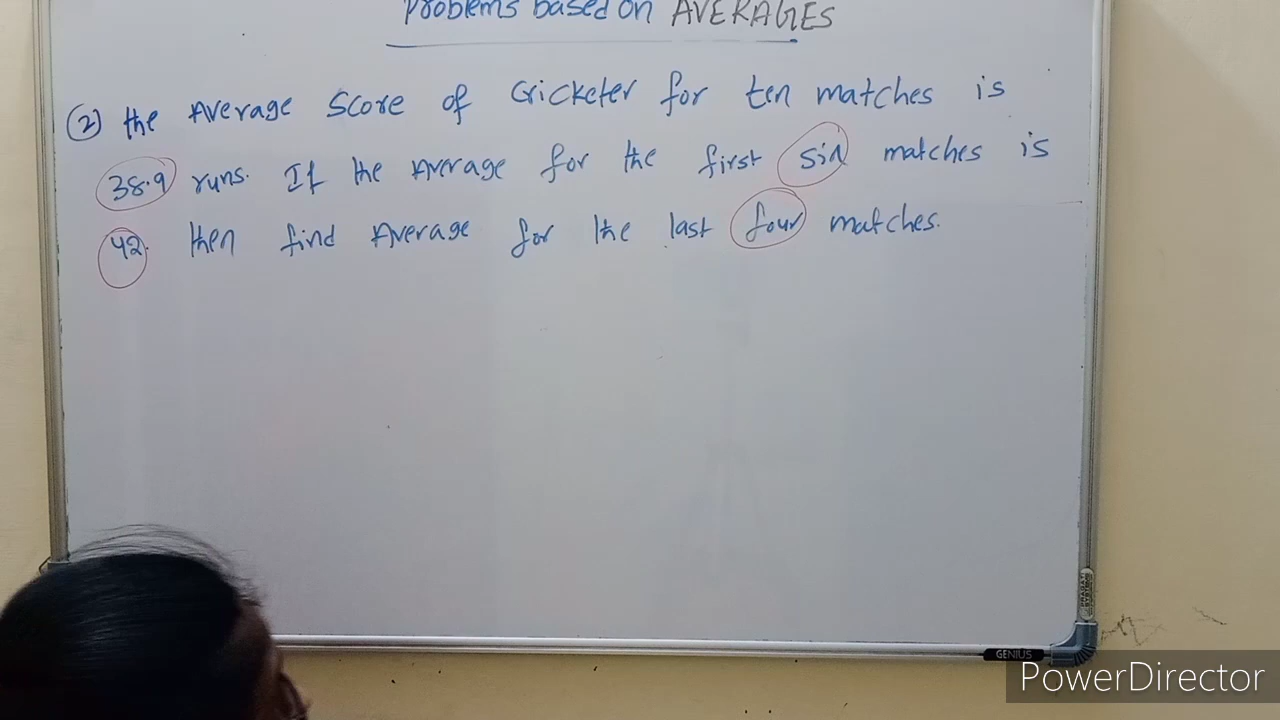 Problems based on AVERAGES
(2) the Average Score of Cricketer for ten matches is
38.9 runs. If the Average for the first six matches is
42. then find Average for the last four matches.
GENIUS
PowerDirector